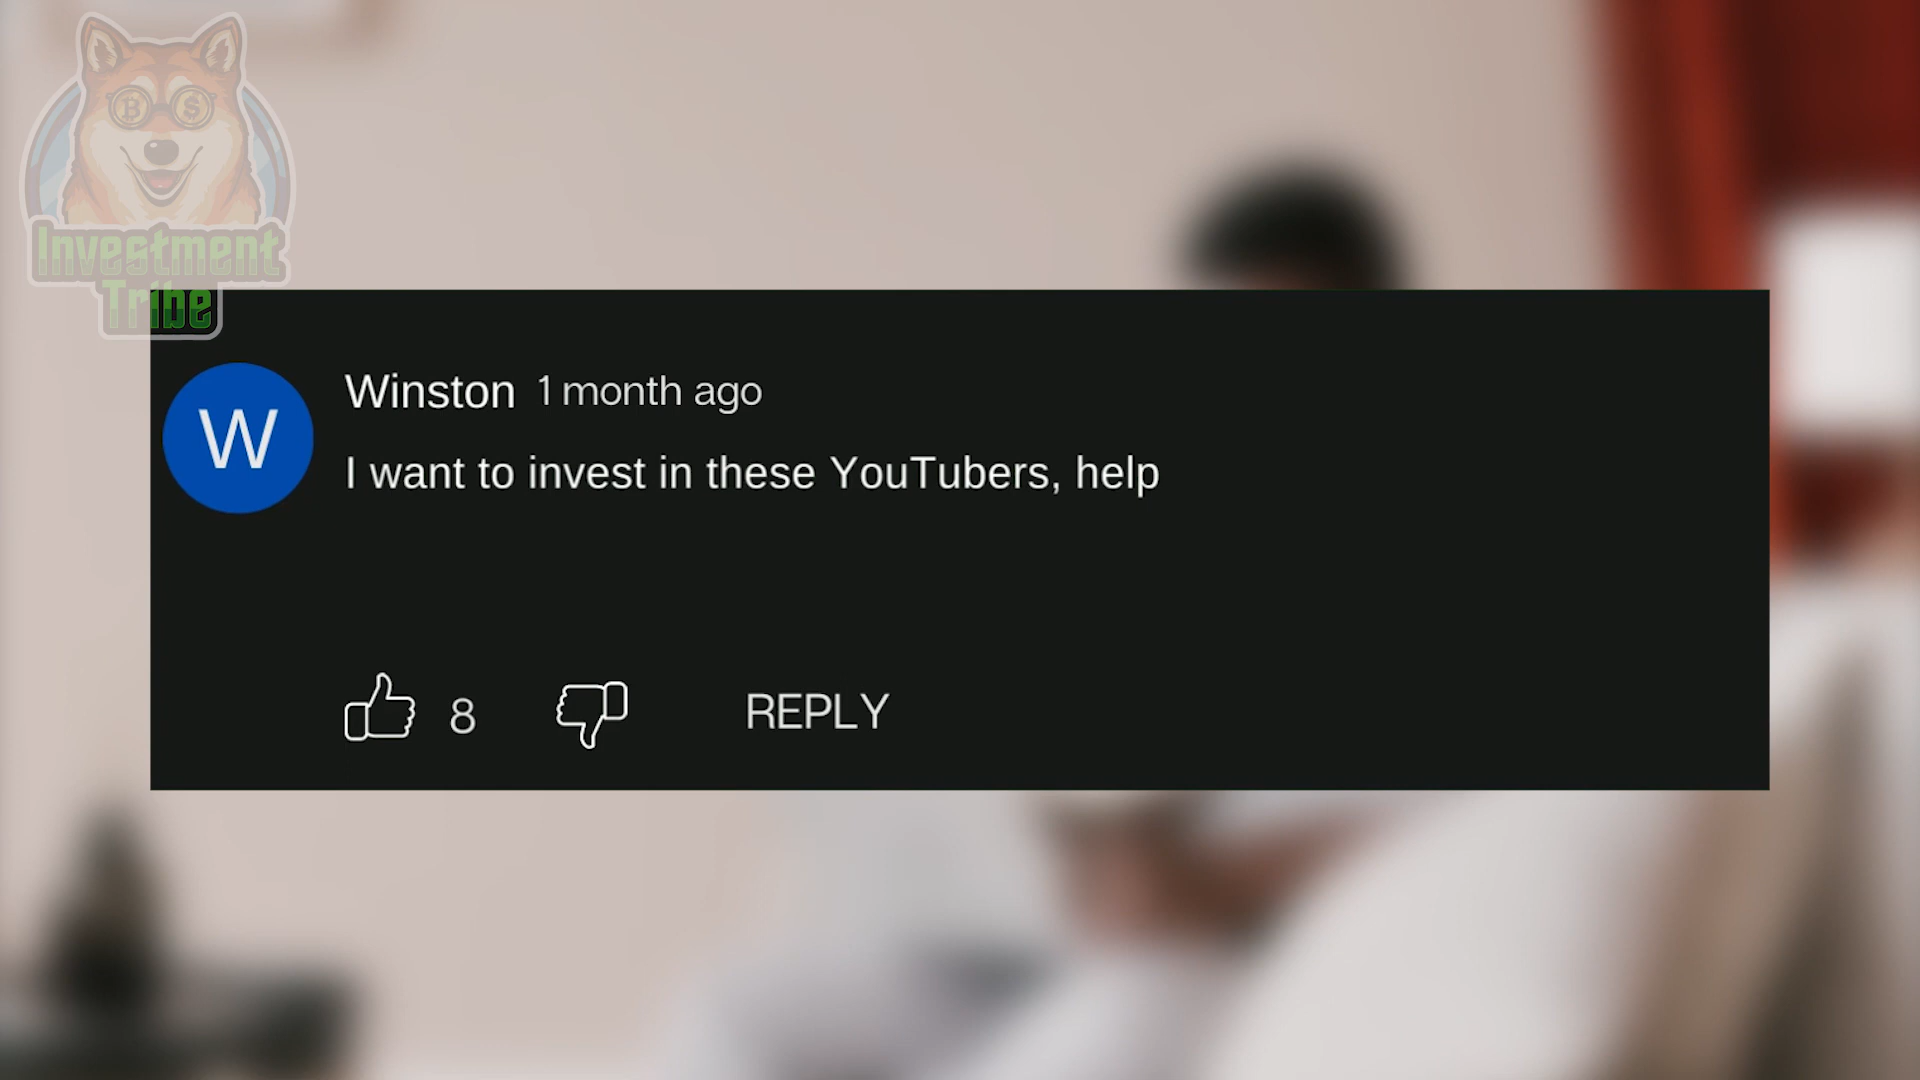 B $
Investment
Tribe
W
Winston 1 month ago
I want to invest in these YouTubers, help
8
REPLY